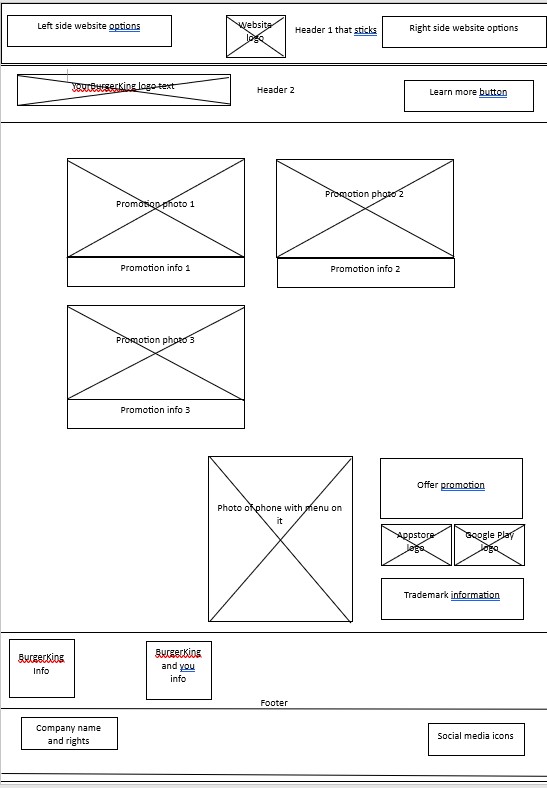 Left side website options
Website
logo
Header 1 that sticks
Right side website options
YourBurgerKing logo text
Header 2
Learn more button
Promotion photo 1
Promotion photo 2
Promotion info 1
Promotion info 2
Promotion photo 3
Promotion info 3
Photo of phone with menu on
it
Offer promotion
Appstore
logo
Google Play
logo
Trademark information
BurgerKing
Info
BurgerKing
and you
info
Footer
Company name
and rights
Social media icons